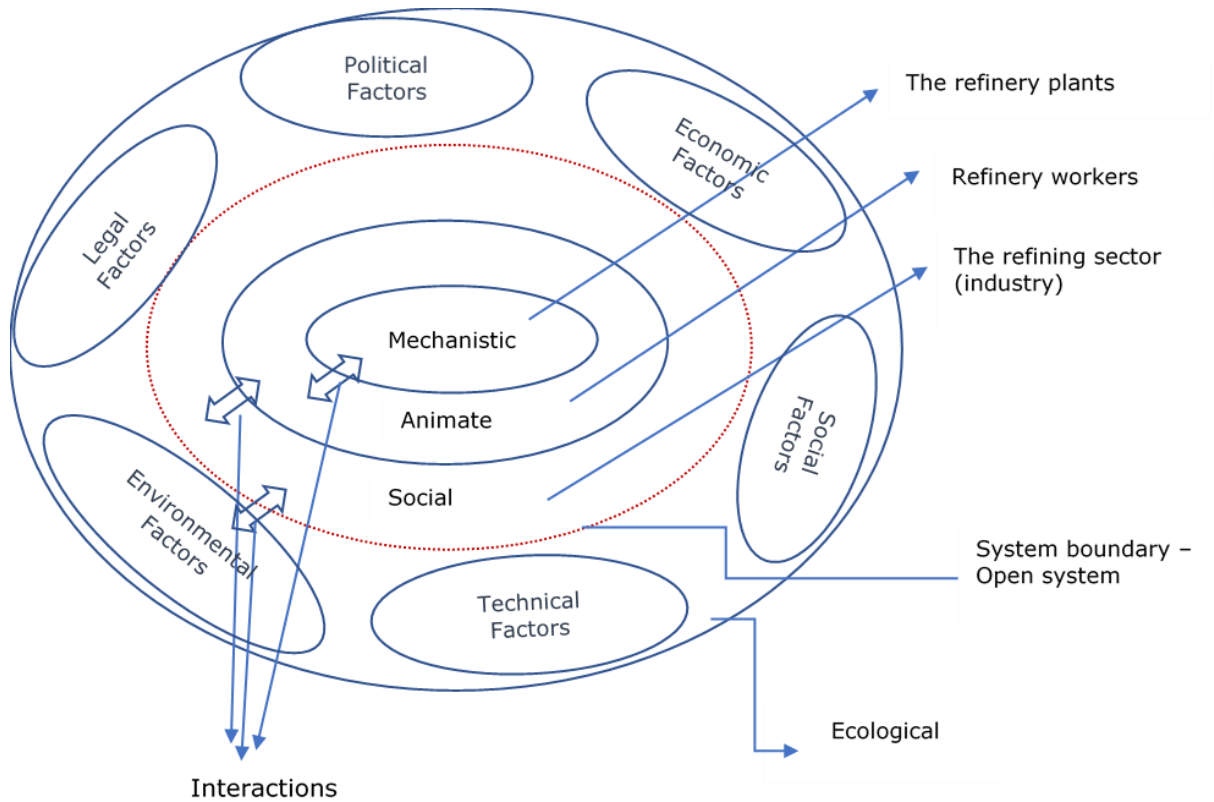 Political
Factors
Economic
Factors
Legal
Factors
Mechanistic
Animate
Social
Social
Factors
Environmental
Factors
Technical
Factors
The refinery plants
Refinery workers
The refining sector
(industry)
System boundary –
Open system
Ecological
Interactions